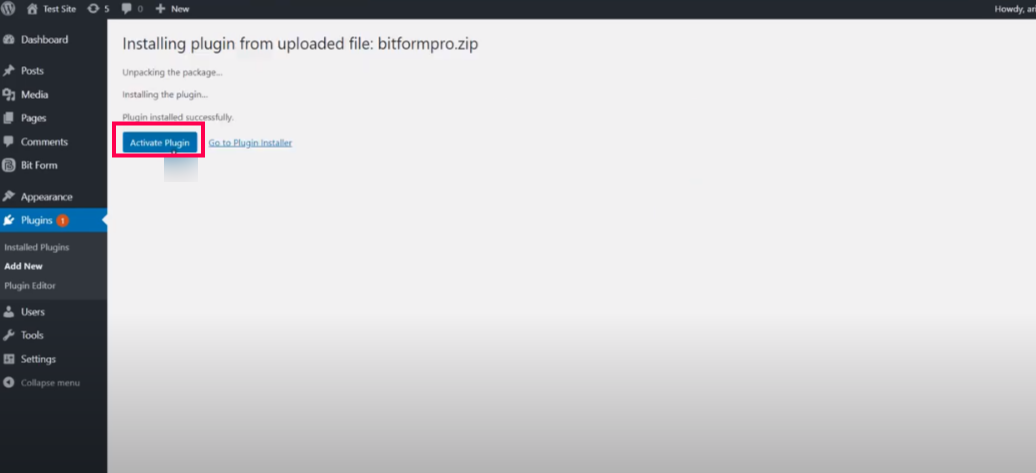 Test Site 5 0 New Howdy, ar
Dashboard
Posts
Media
Pages
Comments
Bit Form
Appearance
Plugins 1
Installed Plugins
Add New
Plugin Editor
Users
Tools
Settings
Collapse menu
Installing plugin from uploaded file: bitformpro.zip
Unpacking the package...
Installing the plugin...
Plugin installed successfully.
Activate Plugin Go to Plugin Installer